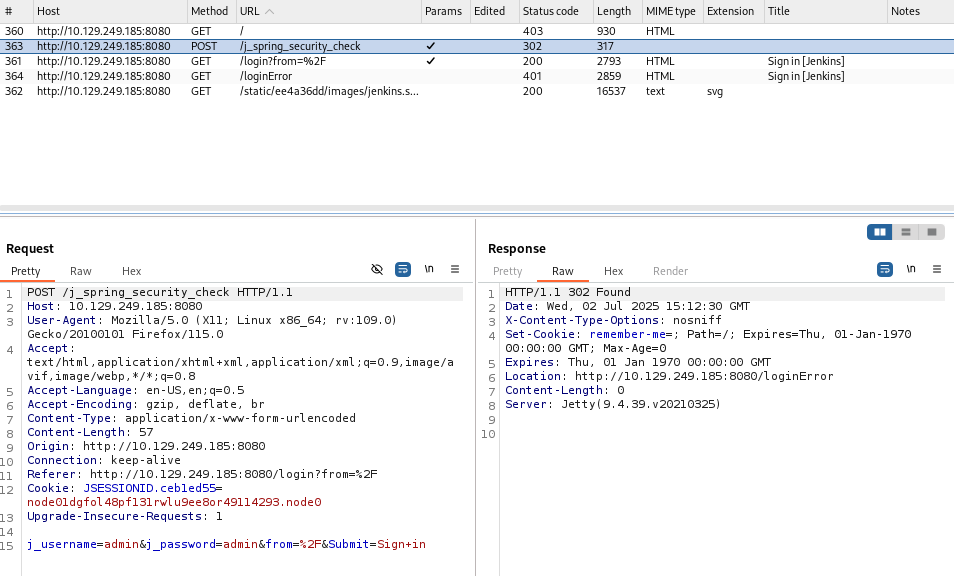 # Host Method URL Params Edited Status code Length MIME type Extension Title Notes
360 http://10.129.249.185:8080 GET / 403 930 HTML
363 http://10.129.249.185:8080 POST /j_spring_security_check ✓ 302 317
361 http://10.129.249.185:8080 GET /login?from=%2F ✓ 200 2793 HTML Sign in [Jenkins]
364 http://10.129.249.185:8080 GET /loginError 401 2859 HTML Sign in [Jenkins]
362 http://10.129.249.185:8080 GET /static/ee4a36dd/images/jenkins.s... 200 16537 text svg
Request
Pretty Raw Hex \n
1 POST /j_spring_security_check HTTP/1.1
2 Host: 10.129.249.185:8080
3 User-Agent: Mozilla/5.0 (X11; Linux x86_64; rv:109.0)
Gecko/20100101 Firefox/115.0
4 Accept:
text/html,application/xhtml+xml,application/xml;q=0.9,image/a
vif,image/webp,*/*;q=0.8
5 Accept-Language: en-US,en;q=0.5
6 Accept-Encoding: gzip, deflate, br
7 Content-Type: application/x-www-form-urlencoded
8 Content-Length: 57
9 Origin: http://10.129.249.185:8080
10 Connection: keep-alive
11 Referer: http://10.129.249.185:8080/login?from=%2F
12 Cookie: JSESSIONID.ceb1ed55=
node01dgfol48pf131rwlu9ee8or49114293.node0
13 Upgrade-Insecure-Requests: 1
14
15 j_username=admin&j_password=admin&from=%2F&Submit=Sign+in
Response
Pretty Raw Hex Render \n
1 HTTP/1.1 302 Found
2 Date: Wed, 02 Jul 2025 15:12:30 GMT
3 X-Content-Type-Options: nosniff
4 Set-Cookie: remember-me=; Path=/; Expires=Thu, 01-Jan-1970
00:00:00 GMT; Max-Age=0
5 Expires: Thu, 01 Jan 1970 00:00:00 GMT
6 Location: http://10.129.249.185:8080/loginError
7 Content-Length: 0
8 Server: Jetty(9.4.39.v20210325)
9
10